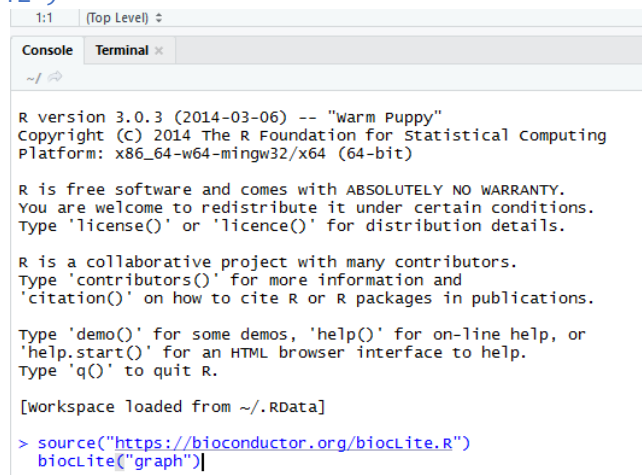 1:1 (Top Level)
Console Terminal ×
~/
R version 3.0.3 (2014-03-06) -- "Warm Puppy"
Copyright (C) 2014 The R Foundation for Statistical Computing
Platform: x86_64-w64-mingw32/x64 (64-bit)
R is free software and comes with ABSOLUTELY NO WARRANTY.
You are welcome to redistribute it under certain conditions.
Type 'license()' or 'licence()' for distribution details.
R is a collaborative project with many contributors.
Type 'contributors()' for more information and
'citation()' on how to cite R or R packages in publications.
Type 'demo()' for some demos, 'help()' for on-line help, or
'help.start()' for an HTML browser interface to help.
Type 'q()' to quit R.
[Workspace loaded from ~/.RData]
> source("https://bioconductor.org/biocLite.R")
biocLite("graph")